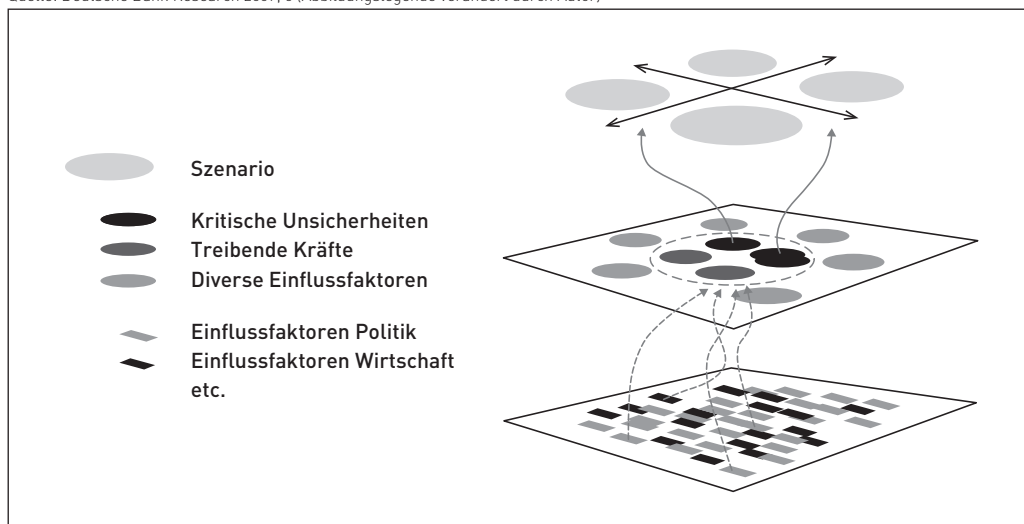 Szenario
Kritische Unsicherheiten
Treibende Kräfte
Diverse Einflussfaktoren
Einflussfaktoren Politik
Einflussfaktoren Wirtschaft
etc.